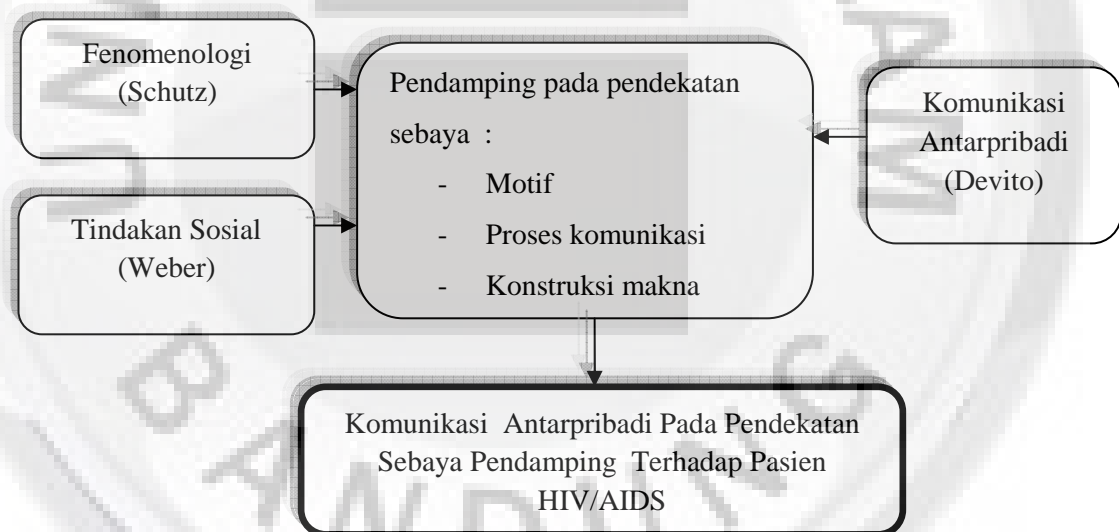 Fenomenologi
(Schutz)
Tindakan Sosial
(Weber)
Pendamping pada pendekatan
sebaya :
- Motif
- Proses komunikasi
- Konstruksi makna
Komunikasi
Antarpribadi
(Devito)
Komunikasi Antarpribadi Pada Pendekatan
Sebaya Pendamping Terhadap Pasien
HIV/AIDS
BANDUNG